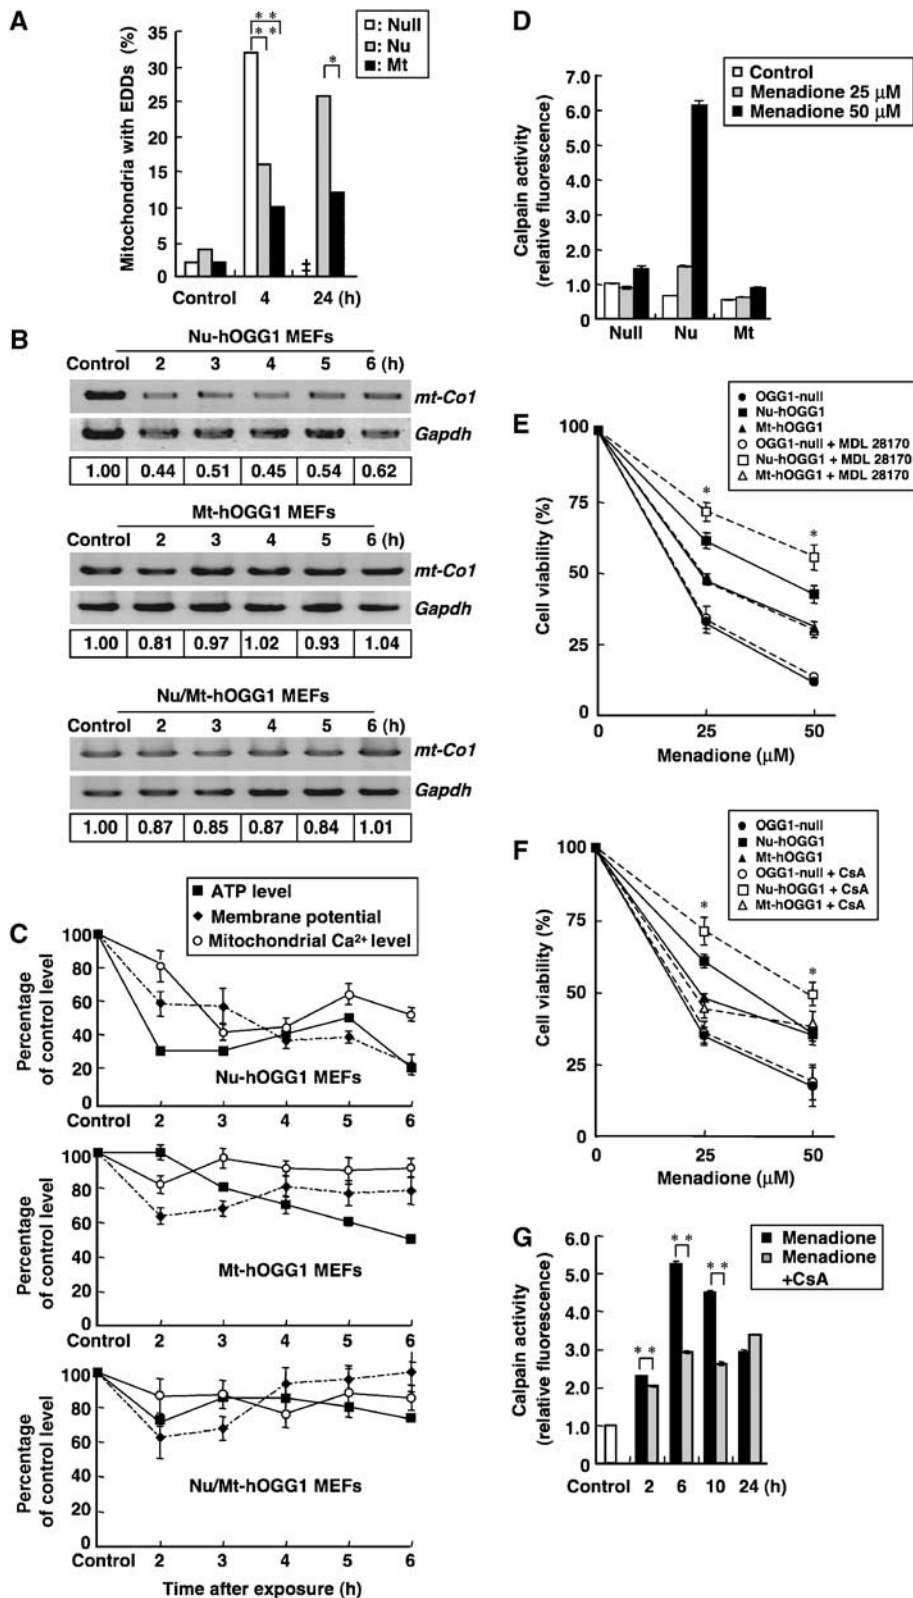 A
Mitochondria with EDDs (%)
35
30
25
20
15
10
5
0
* *
* *
*
‡
: Null
: Nu
: Mt
Control 4 24 (h)
B
Nu-hOGG1 MEFs
Control 2 3 4 5 6 (h)
mt-Co1
Gapdh
1.00 0.44 0.51 0.45 0.54 0.62
Mt-hOGG1 MEFs
Control 2 3 4 5 6 (h)
mt-Co1
Gapdh
1.00 0.81 0.97 1.02 0.93 1.04
Nu/Mt-hOGG1 MEFs
Control 2 3 4 5 6 (h)
mt-Co1
Gapdh
1.00 0.87 0.85 0.87 0.84 1.01
C
ATP level
Membrane potential
Mitochondrial Ca2+ level
Percentage
of control level
100
80
60
40
20
0
Nu-hOGG1 MEFs
Control 2 3 4 5 6
Percentage
of control level
100
80
60
40
20
0
Mt-hOGG1 MEFs
Control 2 3 4 5 6
Percentage
of control level
100
80
60
40
20
0
Nu/Mt-hOGG1 MEFs
Control 2 3 4 5 6
Time after exposure (h)
D
Control
Menadione 25 μM
Menadione 50 μM
Calpain activity
(relative fluorescence)
7.0
6.0
5.0
4.0
3.0
2.0
1.0
0
Null Nu Mt
E
OGG1-null
Nu-hOGG1
Mt-hOGG1
OGG1-null + MDL 28170
Nu-hOGG1 + MDL 28170
Mt-hOGG1 + MDL 28170
Cell viability (%)
100
75
50
25
0
*
*
0 25 50
Menadione (μM)
F
OGG1-null
Nu-hOGG1
Mt-hOGG1
OGG1-null + CsA
Nu-hOGG1 + CsA
Mt-hOGG1 + CsA
Cell viability (%)
100
75
50
25
0
*
*
0 25 50
Menadione (μM)
G
Menadione
Menadione
+CsA
Calpain activity
(relative fluorescence)
6.0
5.0
4.0
3.0
2.0
1.0
0
* *
* *
* *
Control 2 6 10 24 (h)